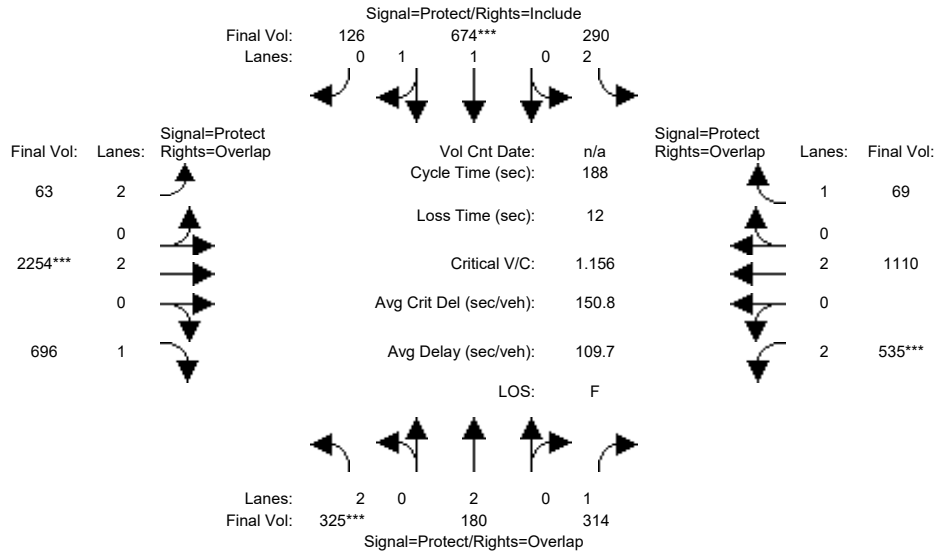 Signal=Protect/Rights=Include
Final Vol: 126 674*** 290
Lanes: 0 1 1 0 2
Signal=Protect
Final Vol: Lanes: Rights=Overlap Vol Cnt Date: n/a
Signal=Protect
Rights=Overlap Lanes: Final Vol:
Cycle Time (sec): 188
63 2 1 69
Loss Time (sec): 12
0 0
2254*** 2 Critical V/C: 1.156 2 1110
0 Avg Crit Del (sec/veh): 150.8 0
696 1 Avg Delay (sec/veh): 109.7 2 535***
LOS: F
Lanes: 2 0 2 0 1
Final Vol: 325*** 180 314
Signal=Protect/Rights=Overlap